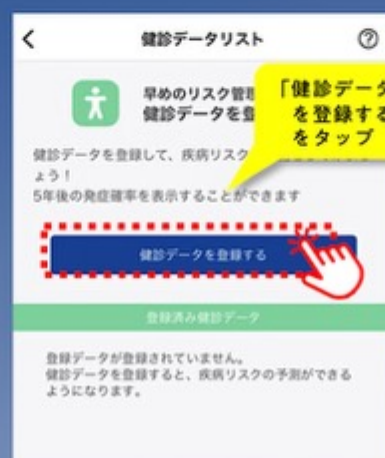 健診データリスト
早めのリスク管理
健診データを登
「健診データ
を登録する
をタップ
健診データを登録して、疾病リスク
ょう！
5年後の発症確率を表示することができます
健診データを登録する
登録済み健診データ
登録データが登録されていません。
健診データを登録すると、疾病リスクの予測ができる
ようになります。